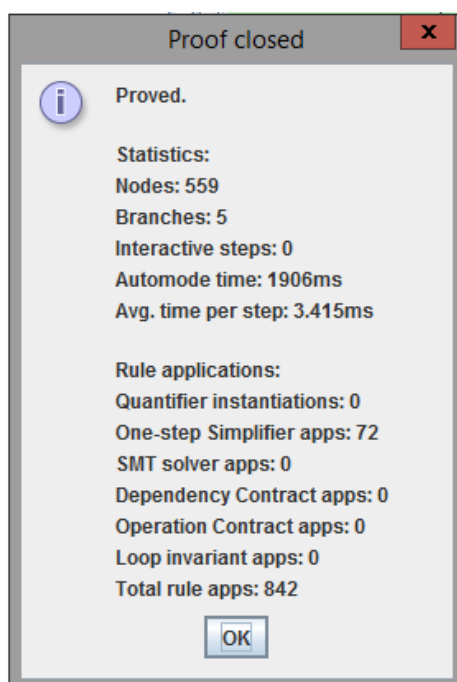 Proof closed
x
i
Proved.
Statistics:
Nodes: 559
Branches: 5
Interactive steps: 0
Automode time: 1906ms
Avg. time per step: 3.415ms
Rule applications:
Quantifier instantiations: 0
One-step Simplifier apps: 72
SMT solver apps: 0
Dependency Contract apps: 0
Operation Contract apps: 0
Loop invariant apps: 0
Total rule apps: 842
OK